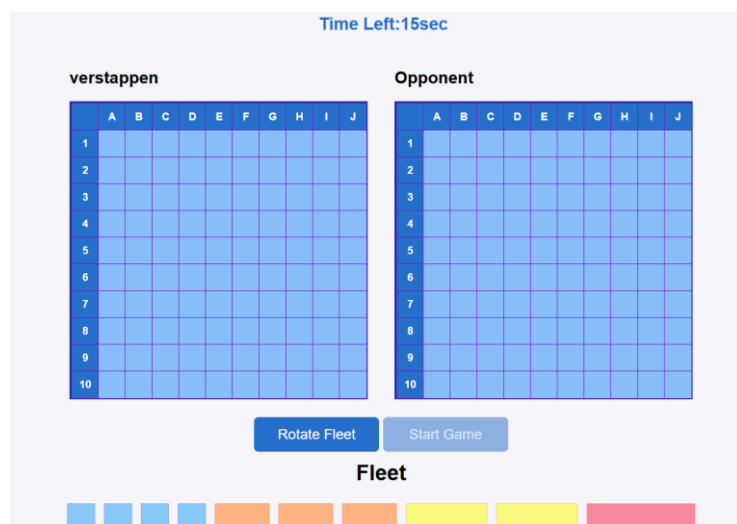 Time Left:15sec
verstappen Opponent
A B C D E F G H I J A B C D E F G H I J
1 1
2 2
3 3
4 4
5 5
6 6
7 7
8 8
9 9
10 10
Rotate Fleet Start Game
Fleet